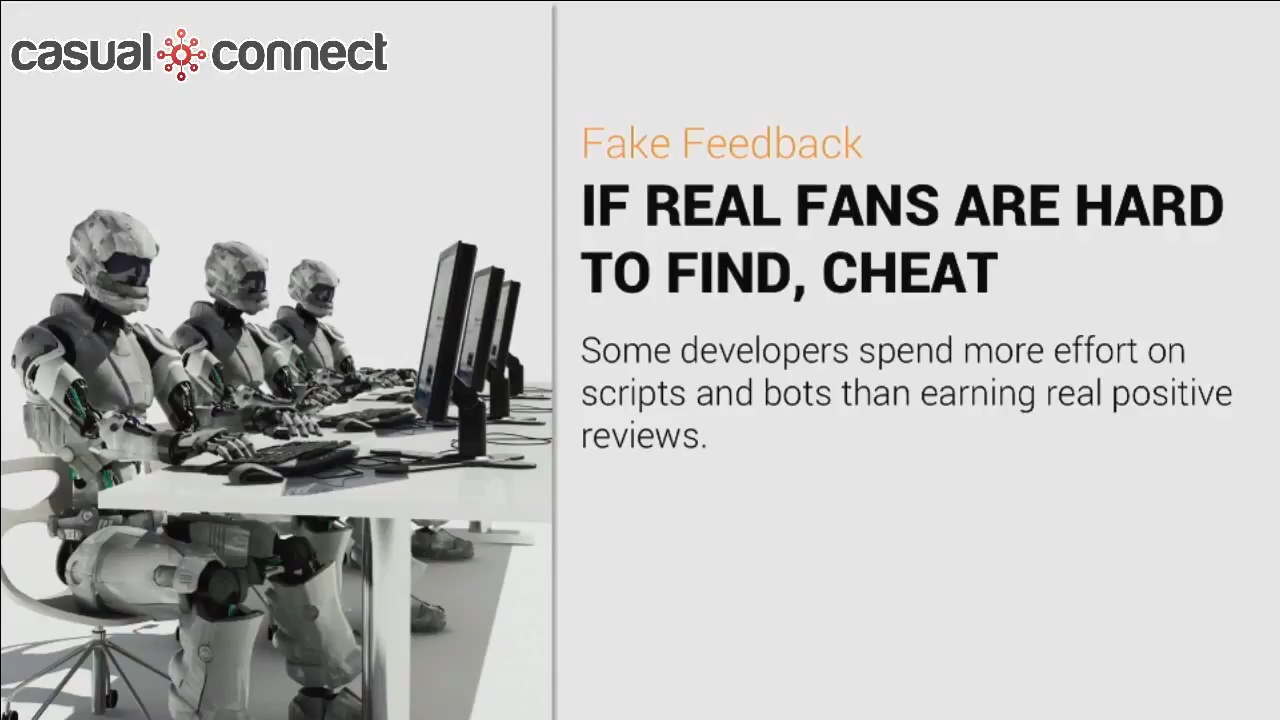 casual connect
Fake Feedback
IF REAL FANS ARE HARD
TO FIND, CHEAT
Some developers spend more effort on
scripts and bots than earning real positive
reviews.